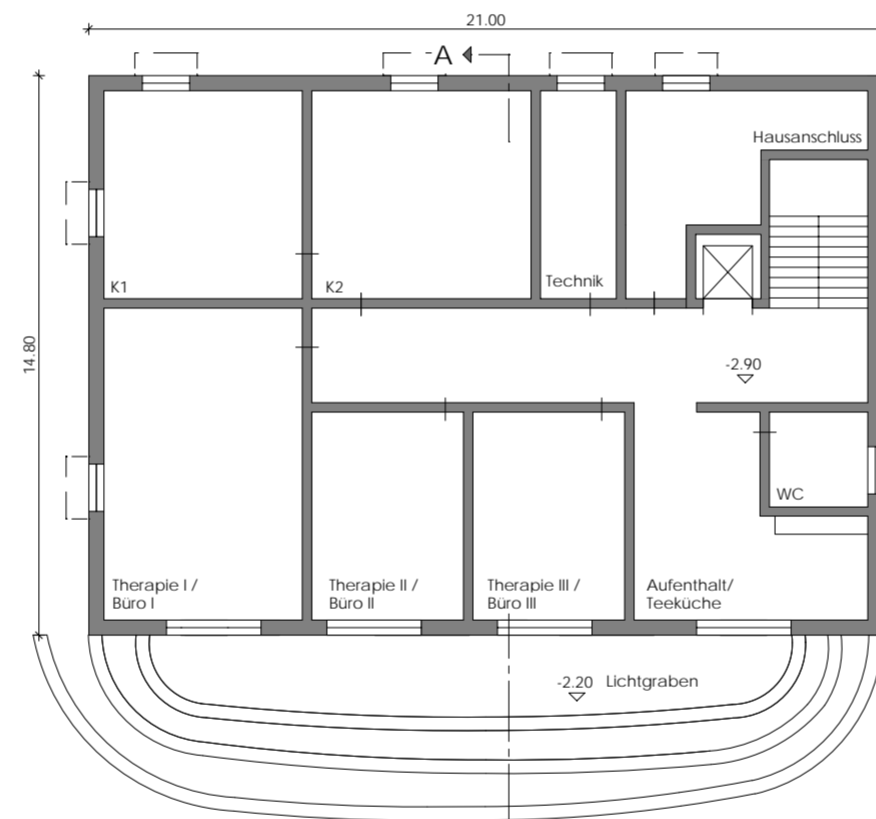 21.00
A
Hausanschluss
K1
K2
Technik
14.80
-2.90
WC
Therapie I /
Büro I
Therapie II /
Büro II
Therapie III /
Büro III
Aufenthalt/
Teeküche
-2.20 Lichtgraben